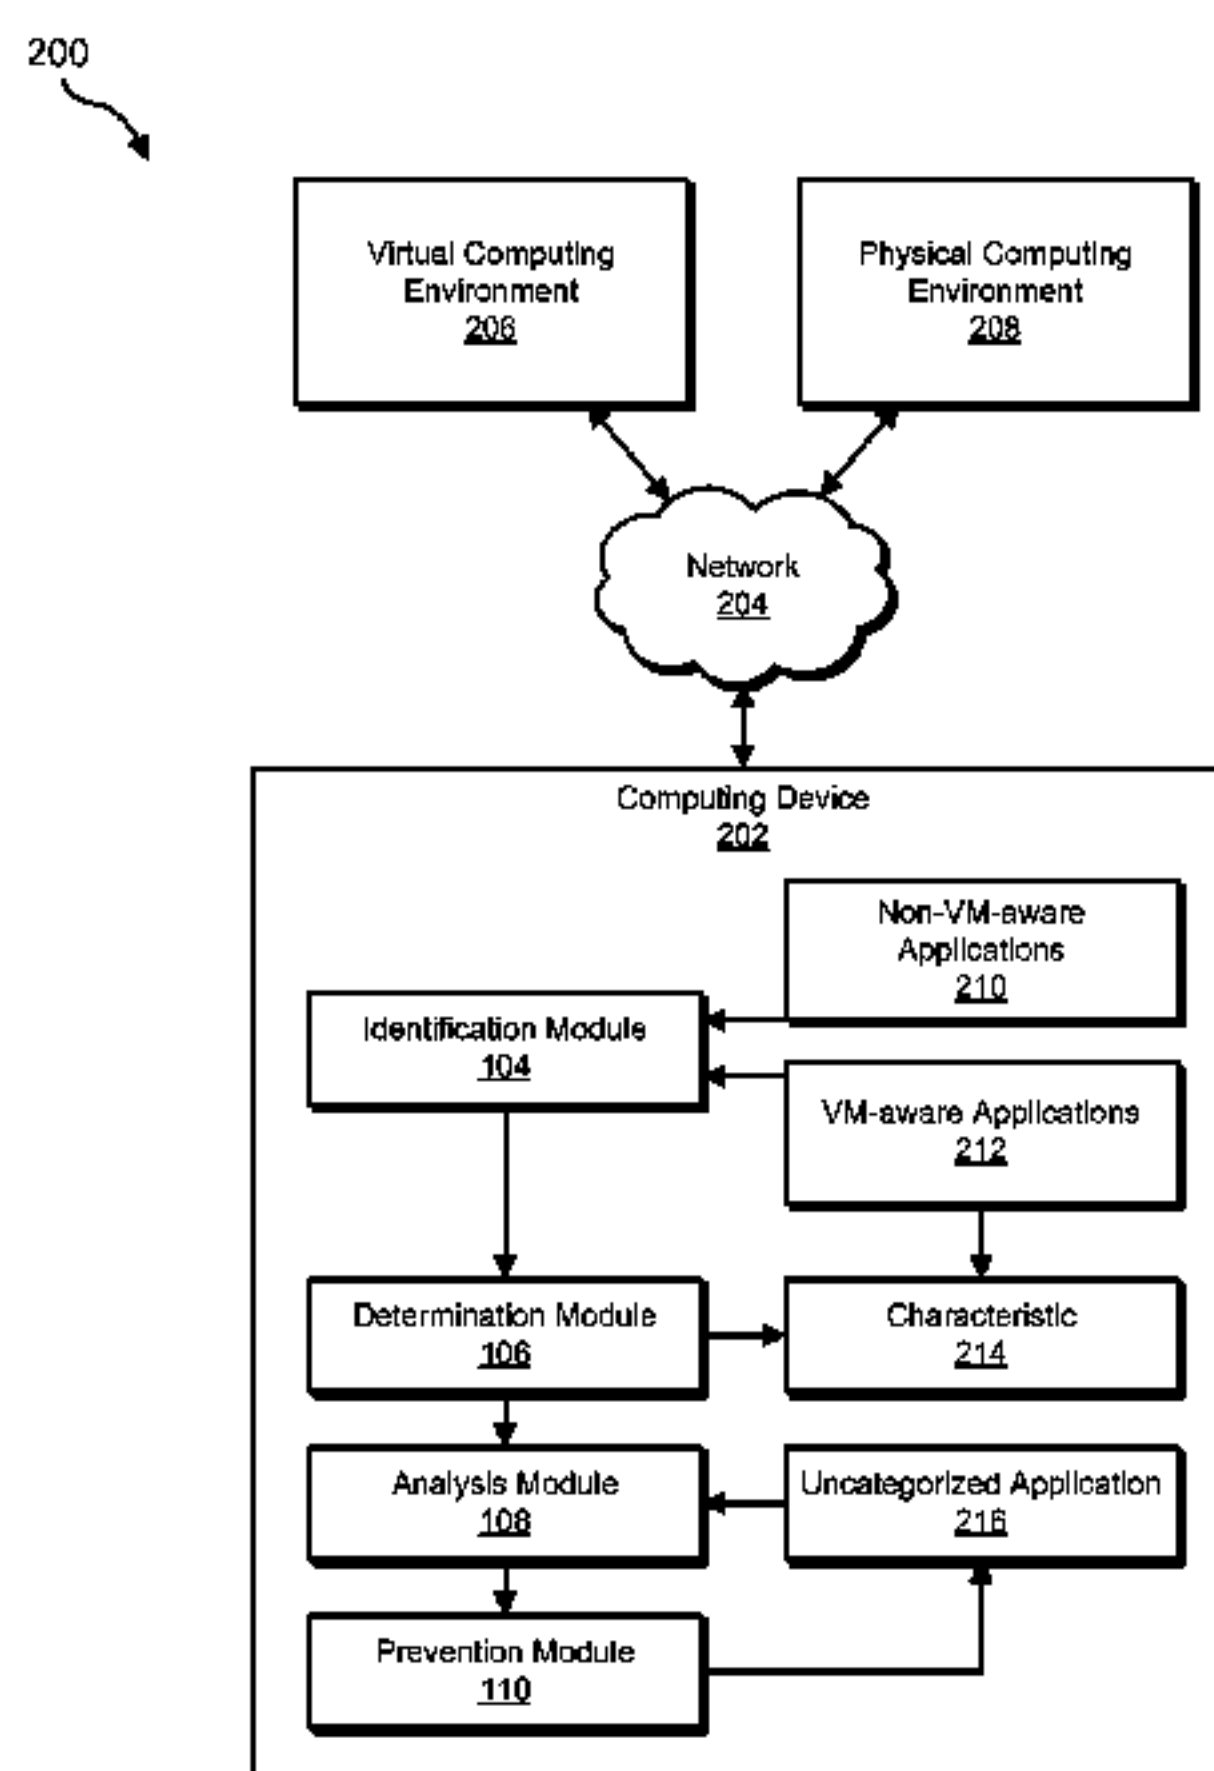 200
Virtual Computing
Environment
206
Physical Computing
Environment
208
Network
204
Computing Device
202
Non-VM-aware
Applications
210
Identification Module
104
VM-aware Applications
212
Determination Module
106
Characteristic
214
Analysis Module
108
Uncategorized Application
216
Prevention Module
110